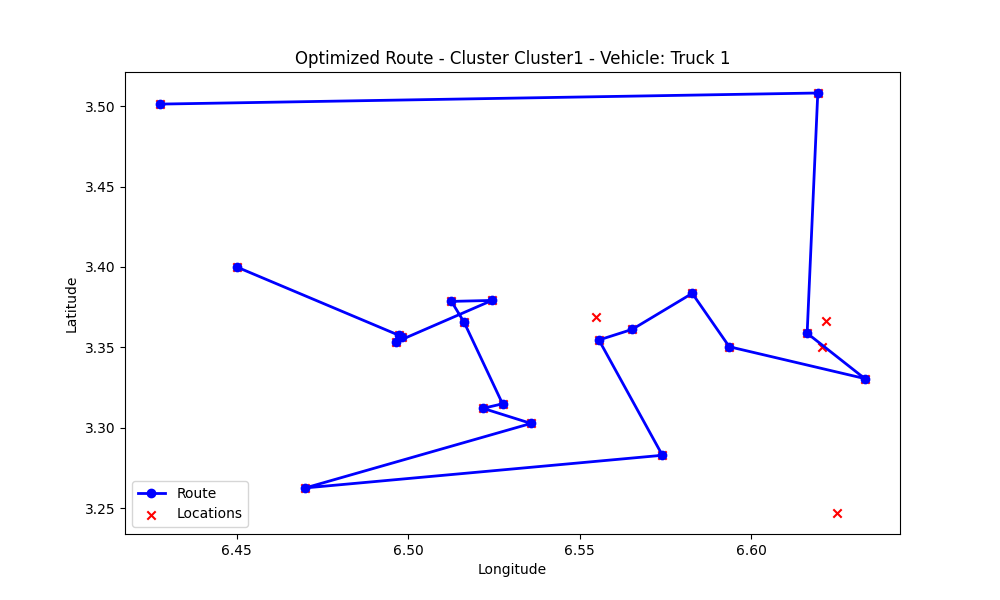 Optimized Route - Cluster Cluster1 - Vehicle: Truck 1
Latitude
3.50
3.45
3.40
3.35
3.30
3.25
Route
Locations
6.45 6.50 6.55 6.60
Longitude